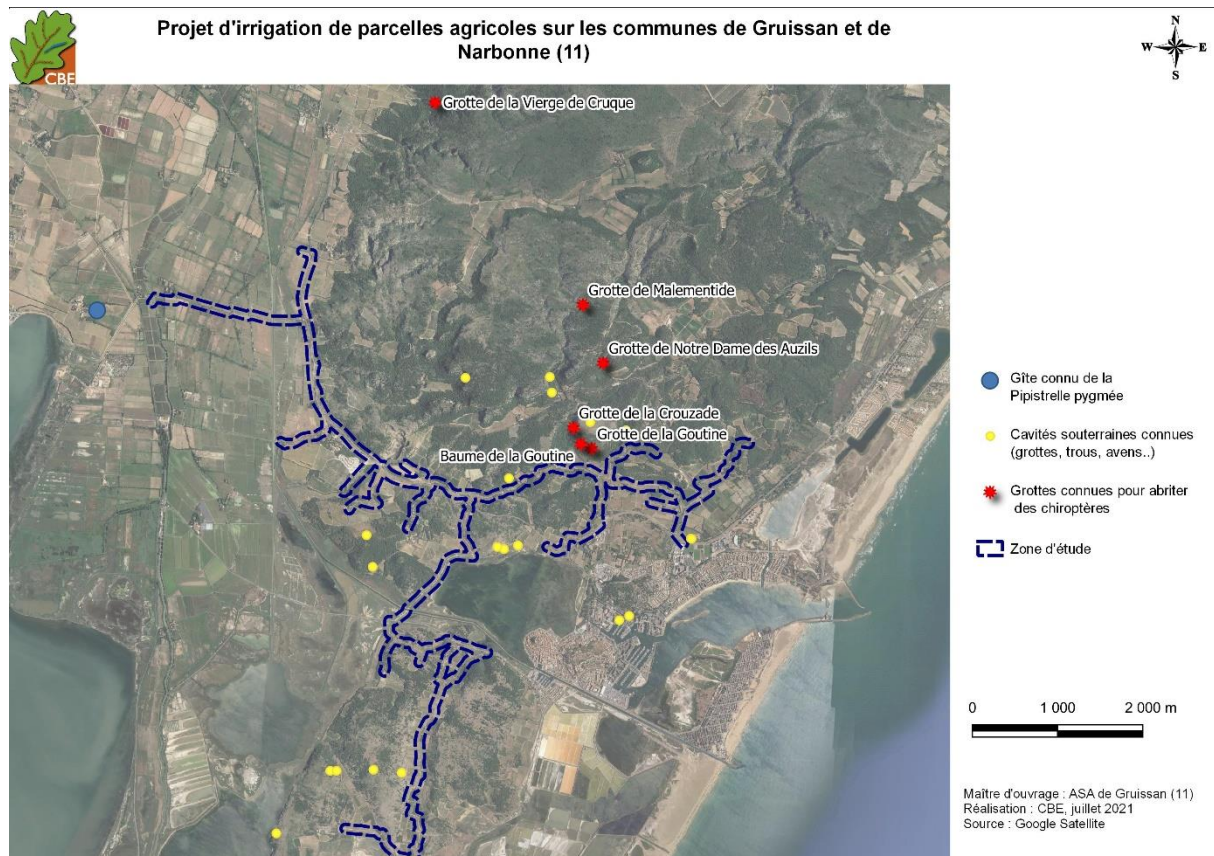 Projet d'irrigation de parcelles agricoles sur les communes de Gruissan et de
Narbonne (11)
CBE
N
W
E
S
Grotte de la Vierge de Cruque
Grotte de Malementide
Grotte de Notre Dame des Auzils
Grotte de la Crouzade
Grotte de la Goutine
Baume de la Goutine
Gîte connu de la
Pipistrelle pygmée
Cavités souterraines connues
(grottes, trous, avens..)
Grottes connues pour abriter
des chiroptères
Zone d'étude
0 1 000 2 000 m
Maître d'ouvrage : ASA de Gruissan (11)
Réalisation : CBE, juillet 2021
Source : Google Satellite